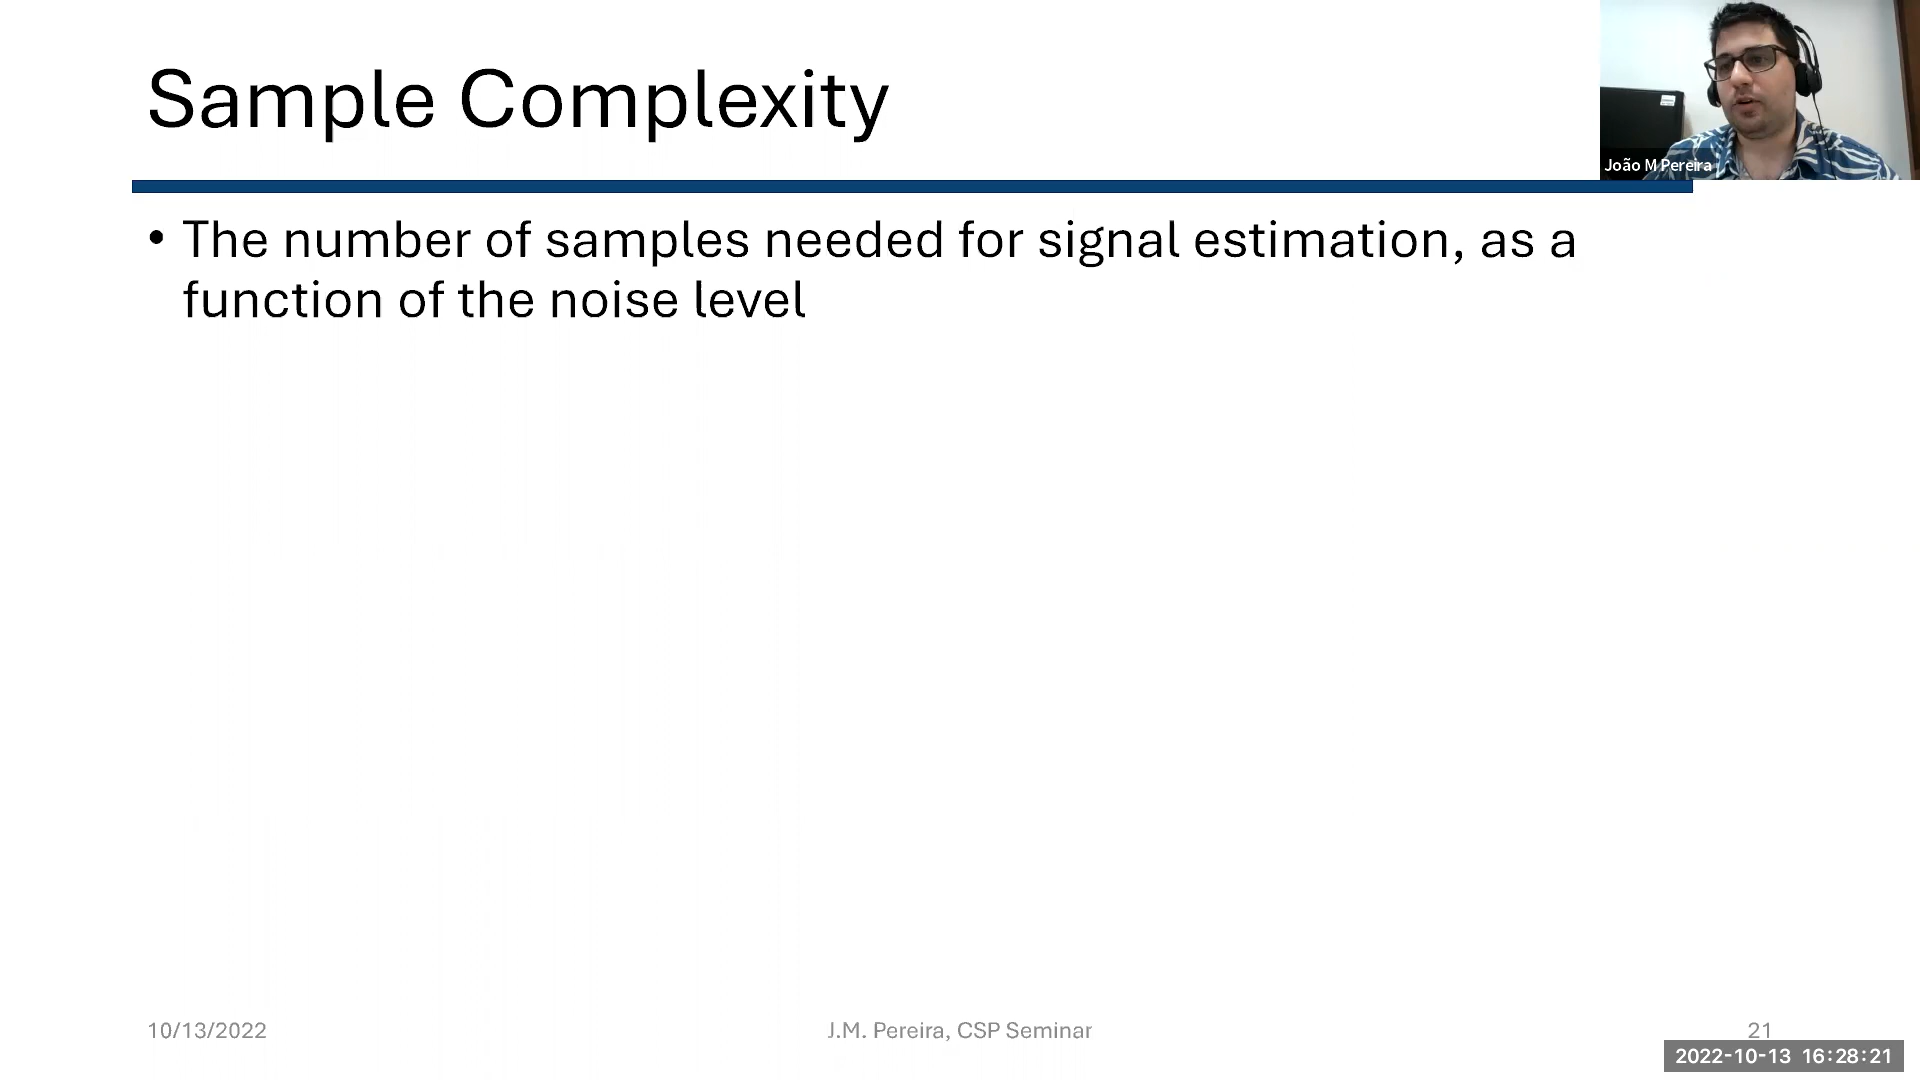 Sample Complexity
João M Pereira
• The number of samples needed for signal estimation, as a
function of the noise level
10/13/2022
J.M. Pereira, CSP Seminar
21
2022-10-13 16:28:21